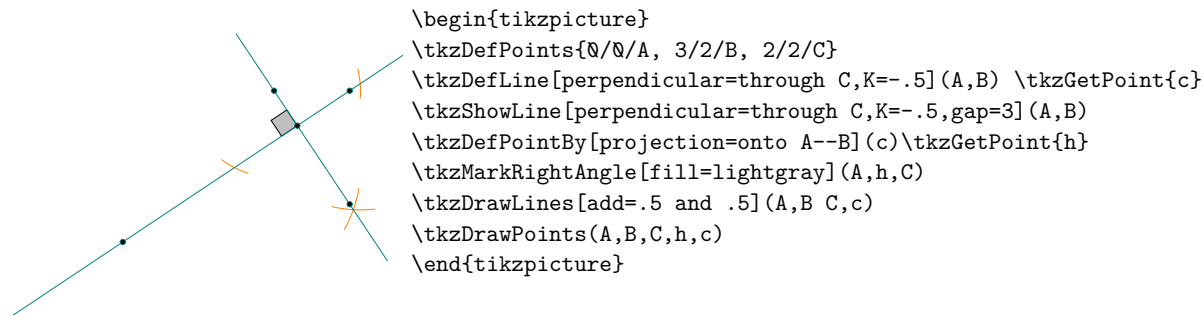 \begin{tikzpicture}
\tkzDefPoints{0/0/A, 3/2/B, 2/2/C}
\tkzDefLine[perpendicular=through C,K=-.5](A,B) \tkzGetPoint{c}
\tkzShowLine[perpendicular=through C,K=-.5,gap=3](A,B)
\tkzDefPointBy[projection=onto A--B](c)\tkzGetPoint{h}
\tkzMarkRightAngle[fill=lightgray](A,h,C)
\tkzDrawLines[add=.5 and .5](A,B C,c)
\tkzDrawPoints(A,B,C,h,c)
\end{tikzpicture}